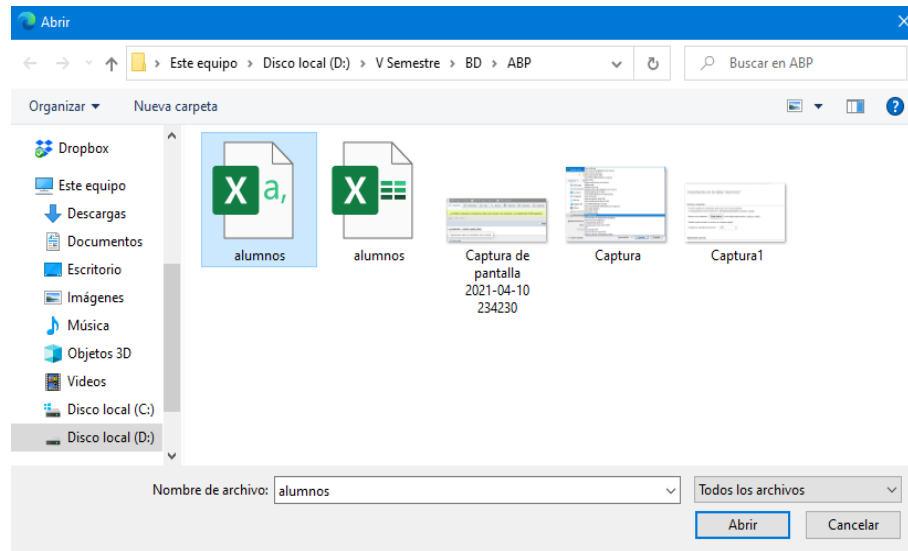 Abrir
Este equipo > Disco local (D:) > V Semestre > BD > ABP
Buscar en ABP
Organizar
Nueva carpeta
Dropbox
Este equipo
Descargas
Documentos
Escritorio
Imágenes
Música
Objetos 3D
Videos
Disco local (C:)
Disco local (D:)
X a,
alumnos
X
alumnos
Captura de
pantalla
2021-04-10
234230
Captura
Captura1
Nombre de archivo: alumnos
Todos los archivos
Abrir
Cancelar